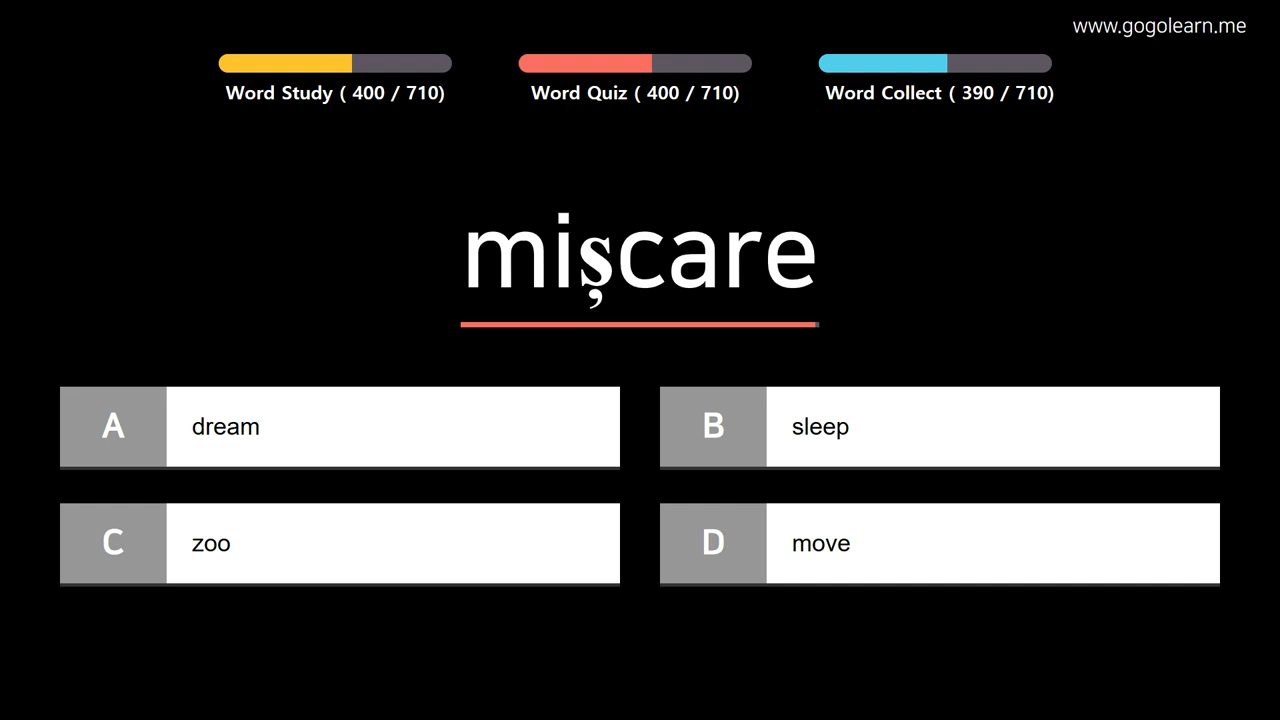 www.gogolearn.me
Word Study ( 400 / 710)
Word Quiz ( 400 / 710)
Word Collect ( 390 / 710)
mișcare
A dream
B sleep
C zoo
D move